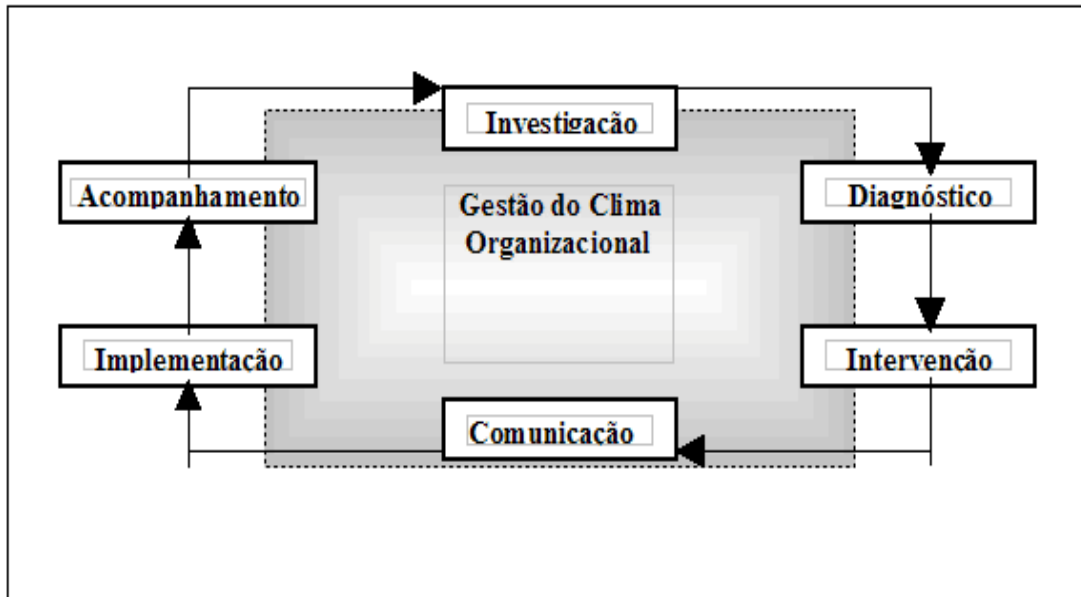 Investigação
Acompanhamento
Diagnóstico
Gestão do Clima
Organizacional
Implementação
Intervenção
Comunicação